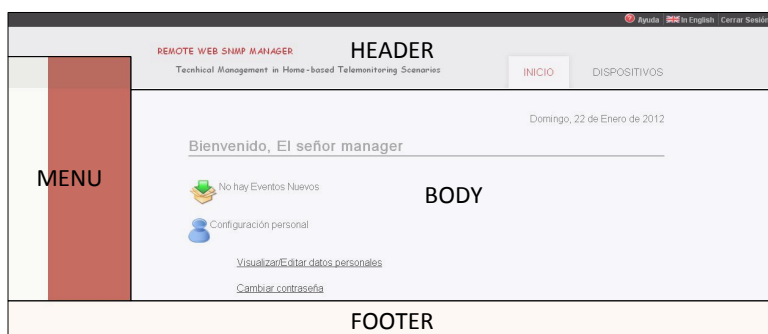 Ayuda In English Cerrar Sesión
REMOTE WEB SNMP MANAGER HEADER
Tecnhical Management in Home-based Telemonitoring Scenarios
INICIO DISPOSITIVOS
Domingo, 22 de Enero de 2012
Bienvenido, El señor manager
MENU
No hay Eventos Nuevos
BODY
Configuración personal
Visualizar/Editar datos personales
Cambiar contraseña
FOOTER